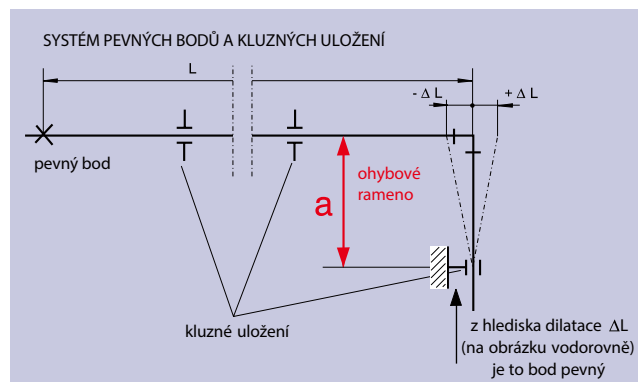 SYSTÉM PEVNÝCH BODŮ A KLUZNÝCH ULOŽENÍ
L
- Δ L
+ Δ L
pevný bod
ohybové
rameno
a
kluzné uložení
z hlediska dilatace ΔL
(na obrázku vodorovně)
je to bod pevný